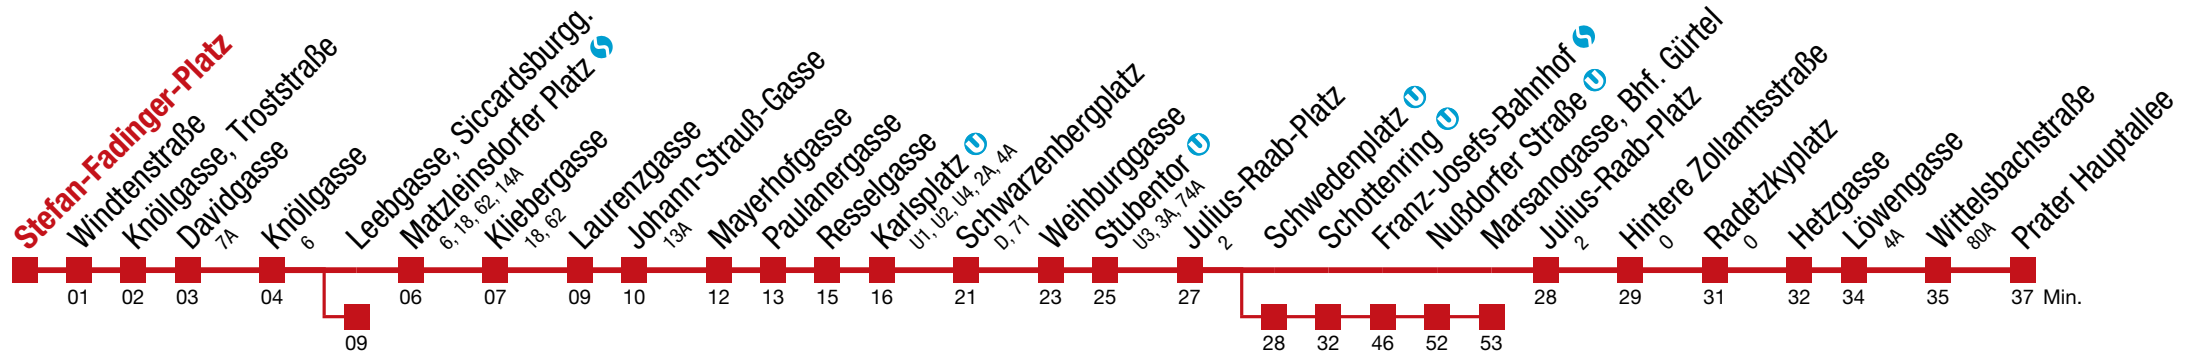 Stefan-Fadinger-Platz
Windtenstraße
01
Knöllgasse, Troststraße
02
Davidgasse
7A
03
Knöllgasse
6
04
Leebgasse, Siccardsburgg.
09
Matzleinsdorfer Platz S
6, 18, 62, 14A
06
Kliebergasse
18, 62
07
Laurenzgasse
09
Johann-Strauß-Gasse
13A
10
Mayerhofgasse
12
Paulanergasse
13
Resselgasse
15
Karlsplatz U
U1, U2, U4, 2A, 4A
16
Schwarzenbergplatz
D, 71
21
Weihburggasse
23
Stubentor U
U3, 3A, 74A
25
Julius-Raab-Platz
2
27
Schwedenplatz U
28
Schottenring U
32
Franz-Josefs-Bahnhof S
46
Nußdorfer Straße U
52
Marsanogasse, Bhf. Gürtel
53
Julius-Raab-Platz
2
28
Hintere Zollamtsstraße
0
29
Radetzkyplatz
0
31
Hetzgasse
32
Löwengasse
4A
34
Wittelsbachstraße
80A
35
Prater Hauptallee
37 Min.